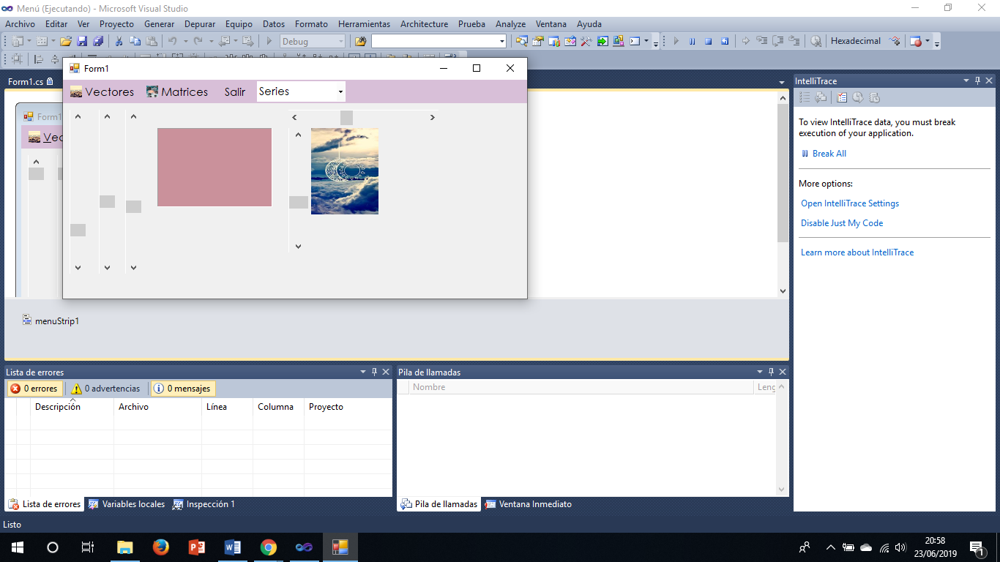 Menú (Ejecutando) - Microsoft Visual Studio
Archivo Editar Ver Proyecto Generar Depurar Equipo Datos Formato Herramientas Architecture Prueba Analyze Ventana Ayuda
Debug Hexadecimal
Form1.cs
Form1
Vectores Matrices Salir Series
Form1
menuStrip1
IntelliTrace
To view IntelliTrace data, you must break
execution of your application.
Break All
More options:
Open IntelliTrace Settings
Disable Just My Code
Learn more about IntelliTrace
Lista de errores
0 errores 0 advertencias 0 mensajes
Descripción Archivo Línea Columna Proyecto
Lista de errores Variables locales Inspección 1
Pila de llamadas
Nombre Leng
Pila de llamadas Ventana Inmediato
Listo
20:58
23/06/2019
1